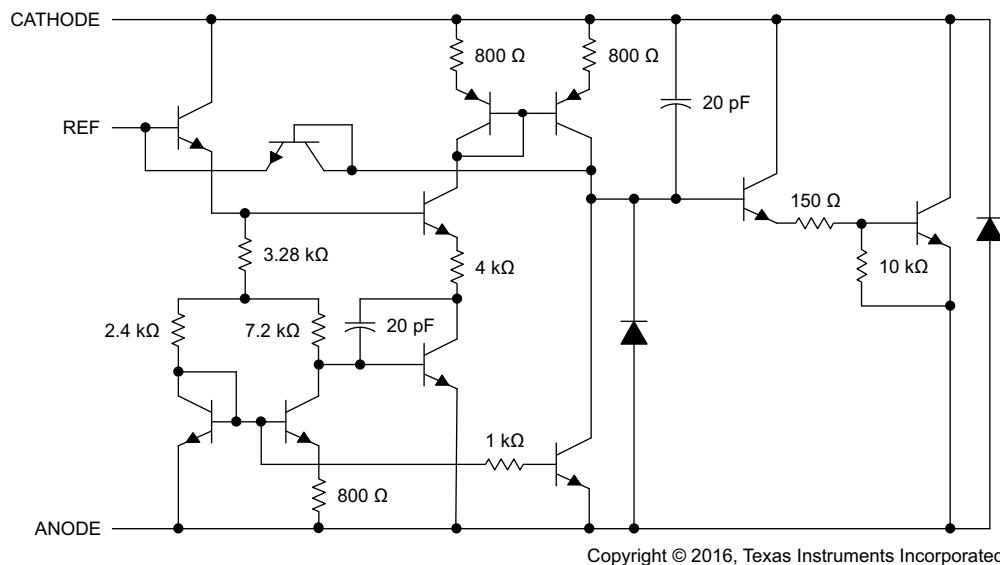 CATHODE
800 Ω
800 Ω
20 pF
REF
150 Ω
3.28 kΩ
4 kΩ
10 kΩ
2.4 kΩ
7.2 kΩ
20 pF
1 kΩ
800 Ω
ANODE
Copyright © 2016, Texas Instruments Incorporated